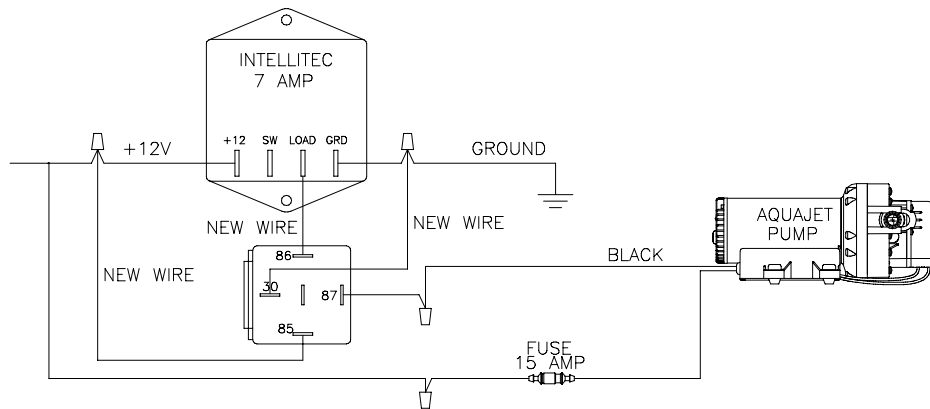 INTELLITEC
7 AMP
+12 SW LOAD GRD
+12V
GROUND
NEW WIRE
NEW WIRE
NEW WIRE
86
30
87
85
BLACK
AQUAJET
PUMP
FUSE
15 AMP